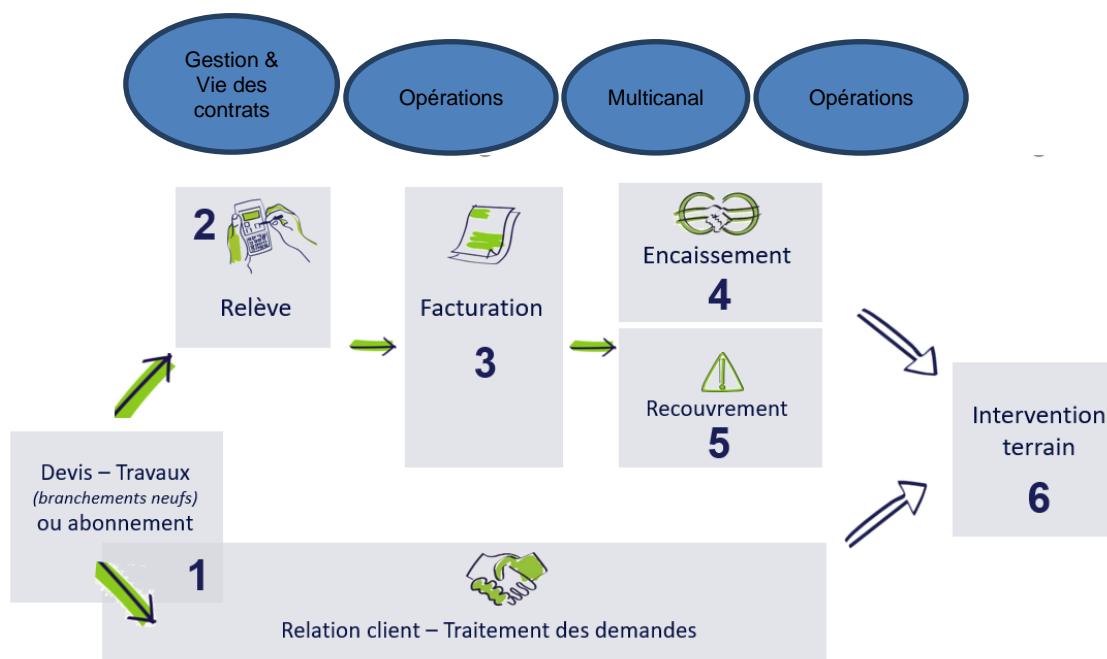 Gestion &
Vie des
contrats
Opérations
Multicanal
Opérations
2
Relève
Facturation
3
Encaissement
4
Recouvrement
5
Intervention
terrain
6
Devis – Travaux
(branchements neufs)
ou abonnement
1
Relation client – Traitement des demandes